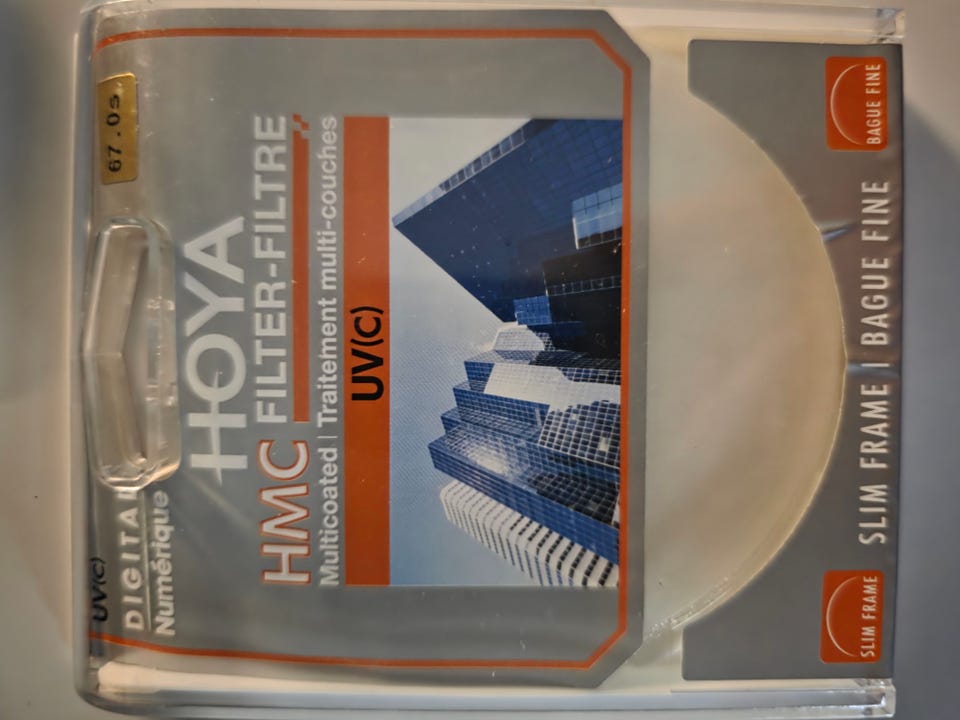 UV(C)
67.0s
DIGITAL
Numérique
HOYA
HMC FILTER-FILTRE
Multicoated | Traitement multi-couches
UV(C)
SLIM FRAME | BAGUE FINE
SLIM FRAME
BAGUE FINE